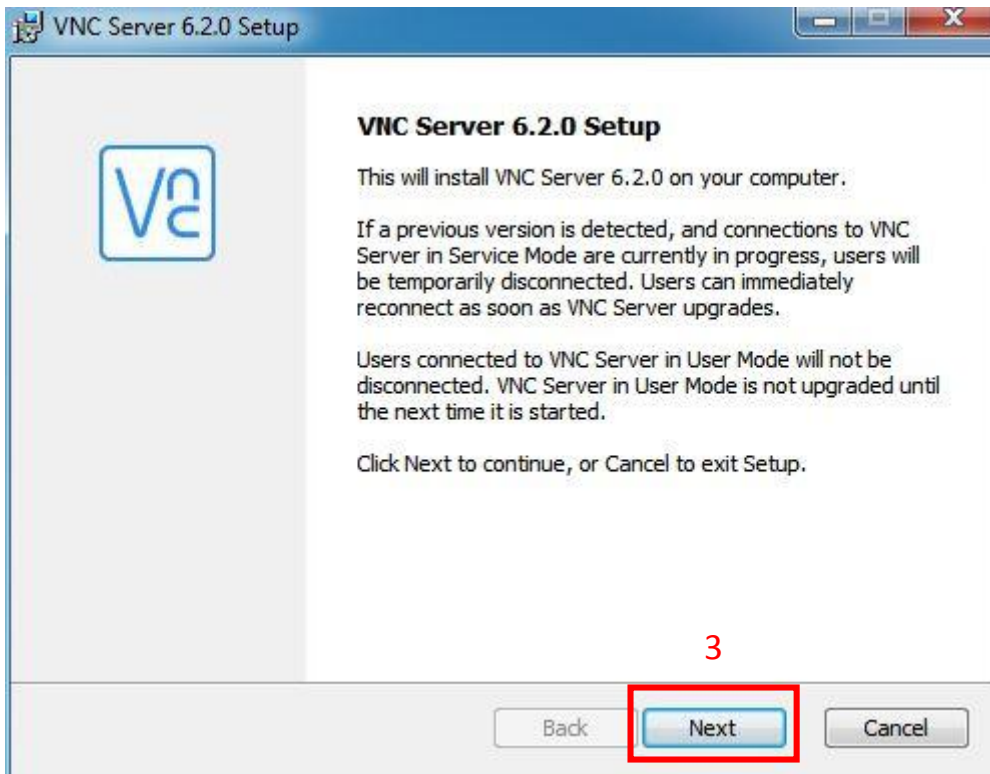 VNC Server 6.2.0 Setup
VNC Server 6.2.0 Setup
This will install VNC Server 6.2.0 on your computer.
If a previous version is detected, and connections to VNC
Server in Service Mode are currently in progress, users will
be temporarily disconnected. Users can immediately
reconnect as soon as VNC Server upgrades.
Users connected to VNC Server in User Mode will not be
disconnected. VNC Server in User Mode is not upgraded until
the next time it is started.
Click Next to continue, or Cancel to exit Setup.
3
Back Next Cancel